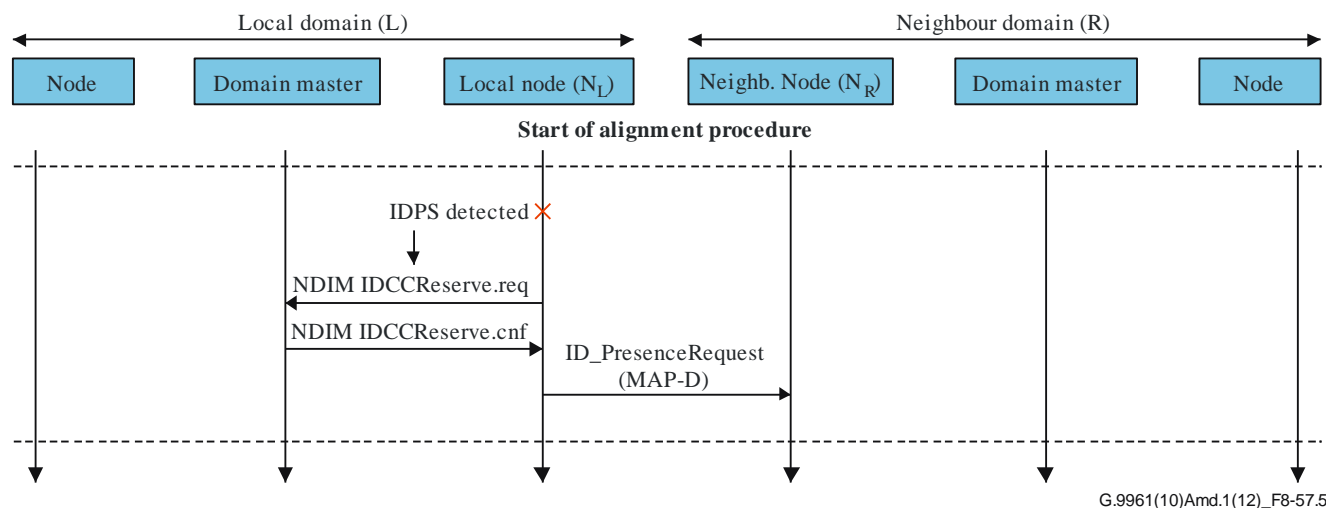 Local domain (L)
Neighbour domain (R)
Node
Domain master
Local node (NL)
Neighb. Node (NR)
Domain master
Node
Start of alignment procedure
IDPS detected
NDIM IDCCReserve.req
NDIM IDCCReserve.cnf
ID_PresenceRequest
(MAP-D)
G.9961(10)Amd.1(12)_F8-57.5